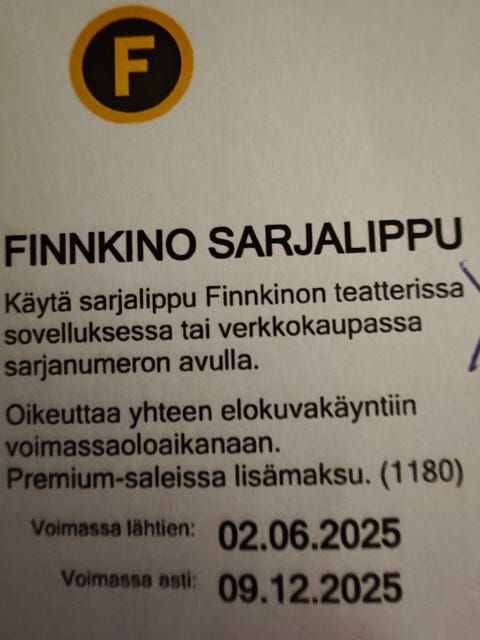 F
FINNKINO SARJALIPPU
Käytä sarjalippu Finnkinon teatterissa
sovelluksessa tai verkkokaupassa
sarjanumeron avulla.
Oikeuttaa yhteen elokuvakäyntiin
voimassaoloaikanaan.
Premium-saleissa lisämaksu. (1180)
Voimassa lähtien: 02.06.2025
Voimassa asti: 09.12.2025